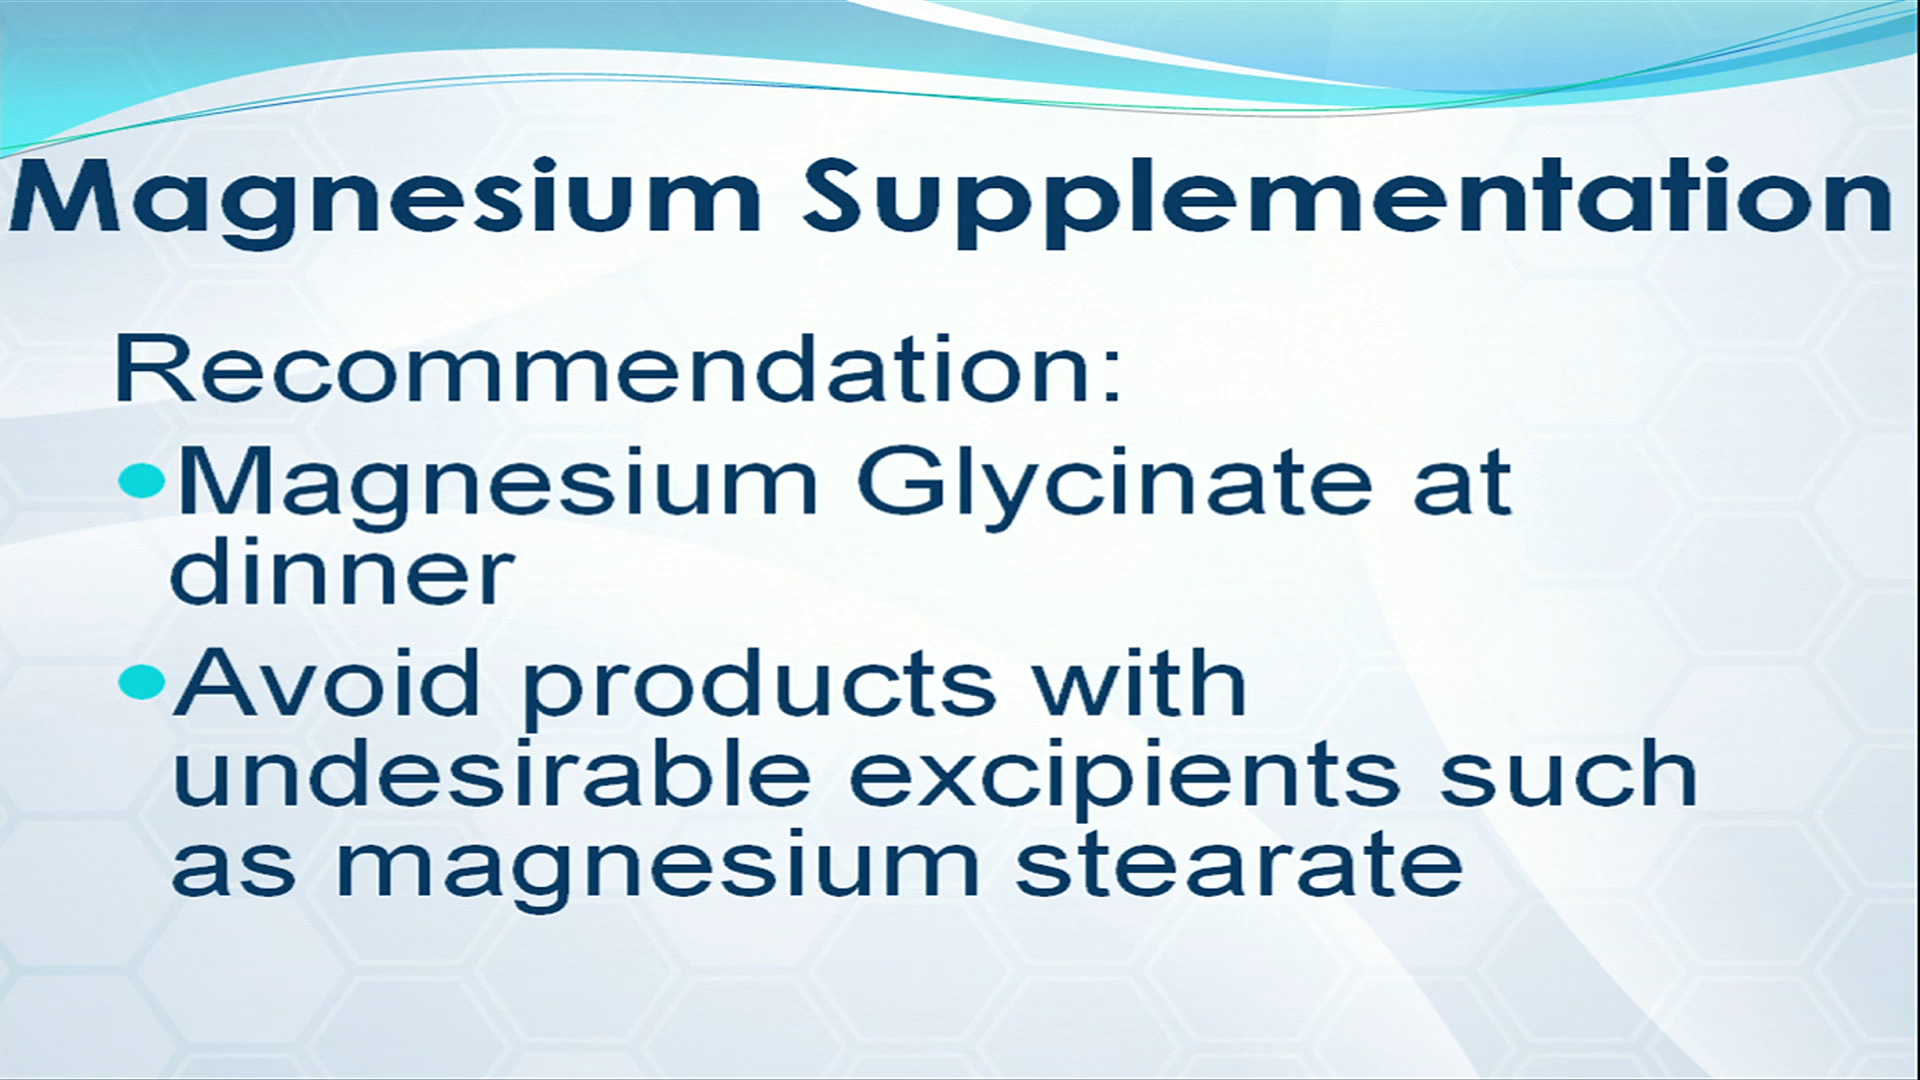 Magnesium Supplementation
Recommendation:
•Magnesium Glycinate at
dinner
•Avoid products with
undesirable excipients such
as magnesium stearate